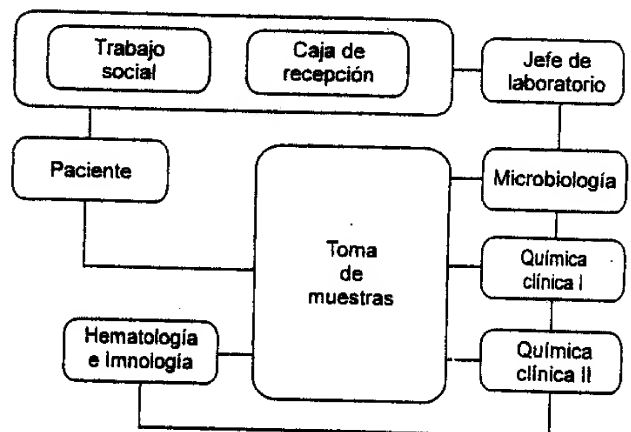 Trabajo
social
Caja de
recepción
Jefe de
laboratorio
Paciente
Microbiología
Toma
de
muestras
Química
clínica I
Hematología
e Imnología
Química
clínica II